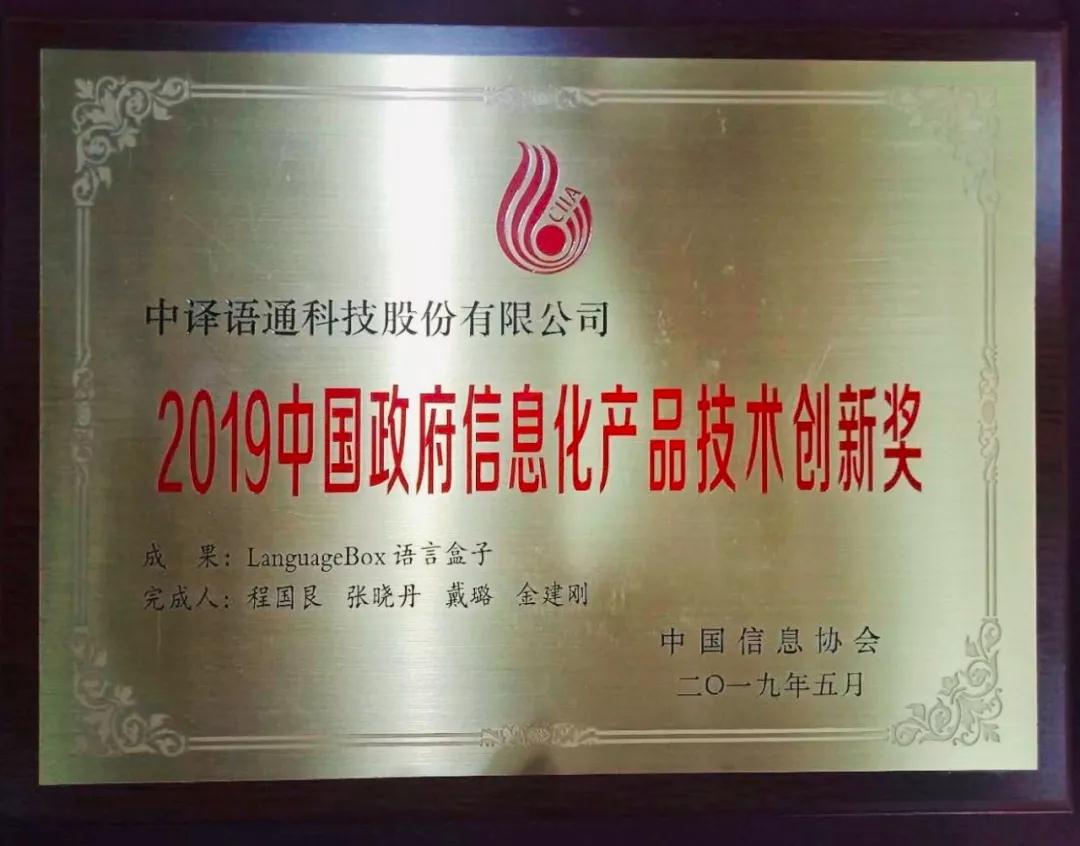 CIIA
中译语通科技股份有限公司
2019中国政府信息化产品技术创新奖
成 果：LanguageBox 语言盒子
完成人：程国艮 张晓丹 戴璐 金建刚
中国信息协会
二〇一九年五月